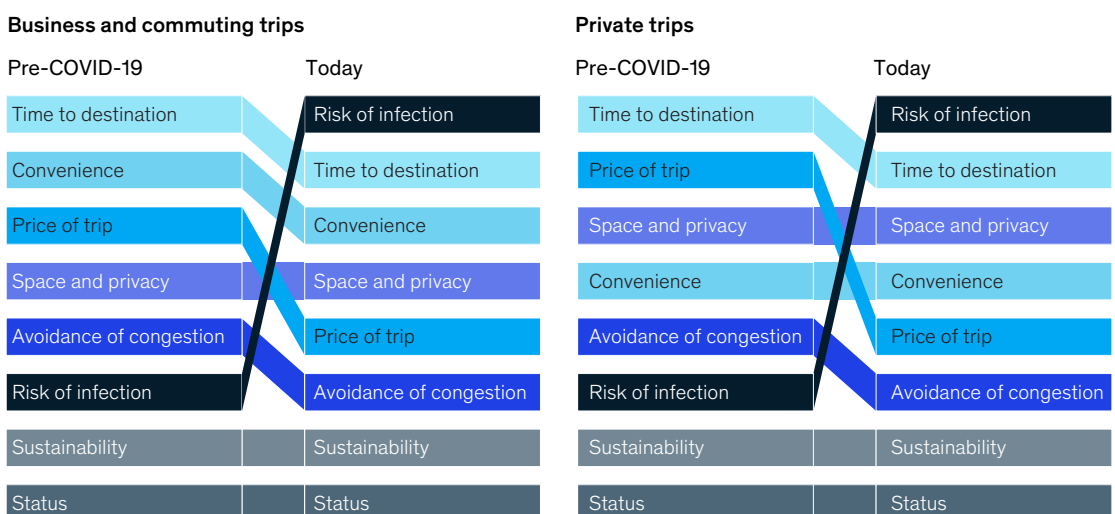 Business and commuting trips
Pre-COVID-19 Today
Time to destination Risk of infection
Convenience Time to destination
Price of trip Convenience
Space and privacy Space and privacy
Avoidance of congestion Price of trip
Risk of infection Avoidance of congestion
Sustainability Sustainability
Status Status
Private trips
Pre-COVID-19 Today
Time to destination Risk of infection
Price of trip Time to destination
Space and privacy Space and privacy
Convenience Convenience
Avoidance of congestion Price of trip
Risk of infection Avoidance of congestion
Sustainability Sustainability
Status Status